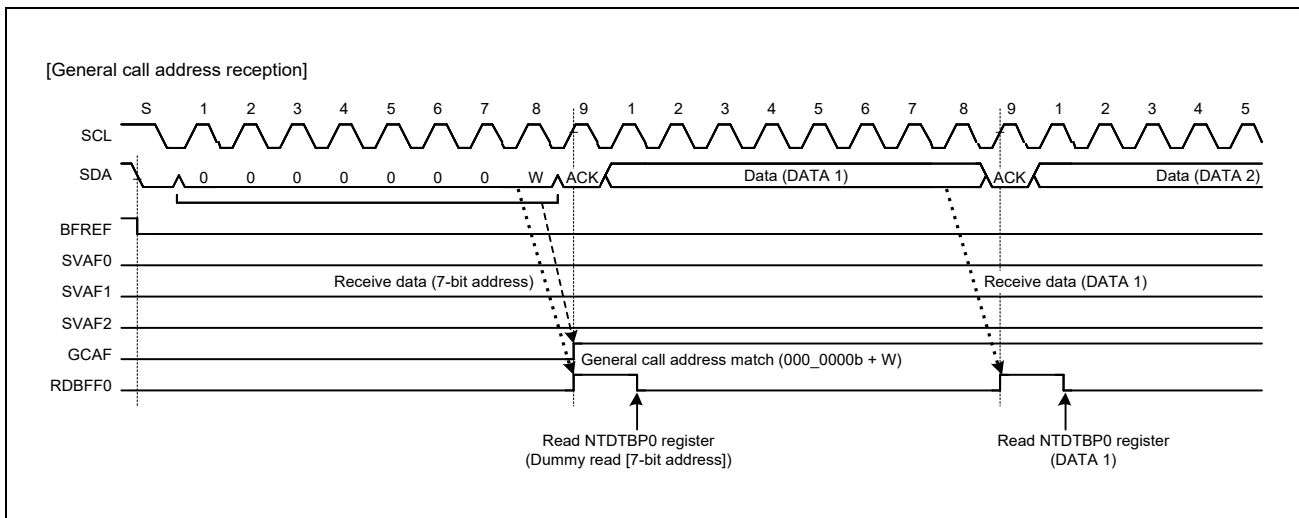 [General call address reception]
S 1 2 3 4 5 6 7 8 9 1 2 3 4 5 6 7 8 9 1 2 3 4 5
SCL
SDA 0 0 0 0 0 0 0 W ACK Data (DATA 1) ACK Data (DATA 2)
BFREF
SVAF0
Receive data (7-bit address) Receive data (DATA 1)
SVAF1
SVAF2
GCAF
General call address match (000_0000b + W)
RDBFF0
Read NTDTBP0 register Read NTDTBP0 register
(Dummy read [7-bit address]) (DATA 1)